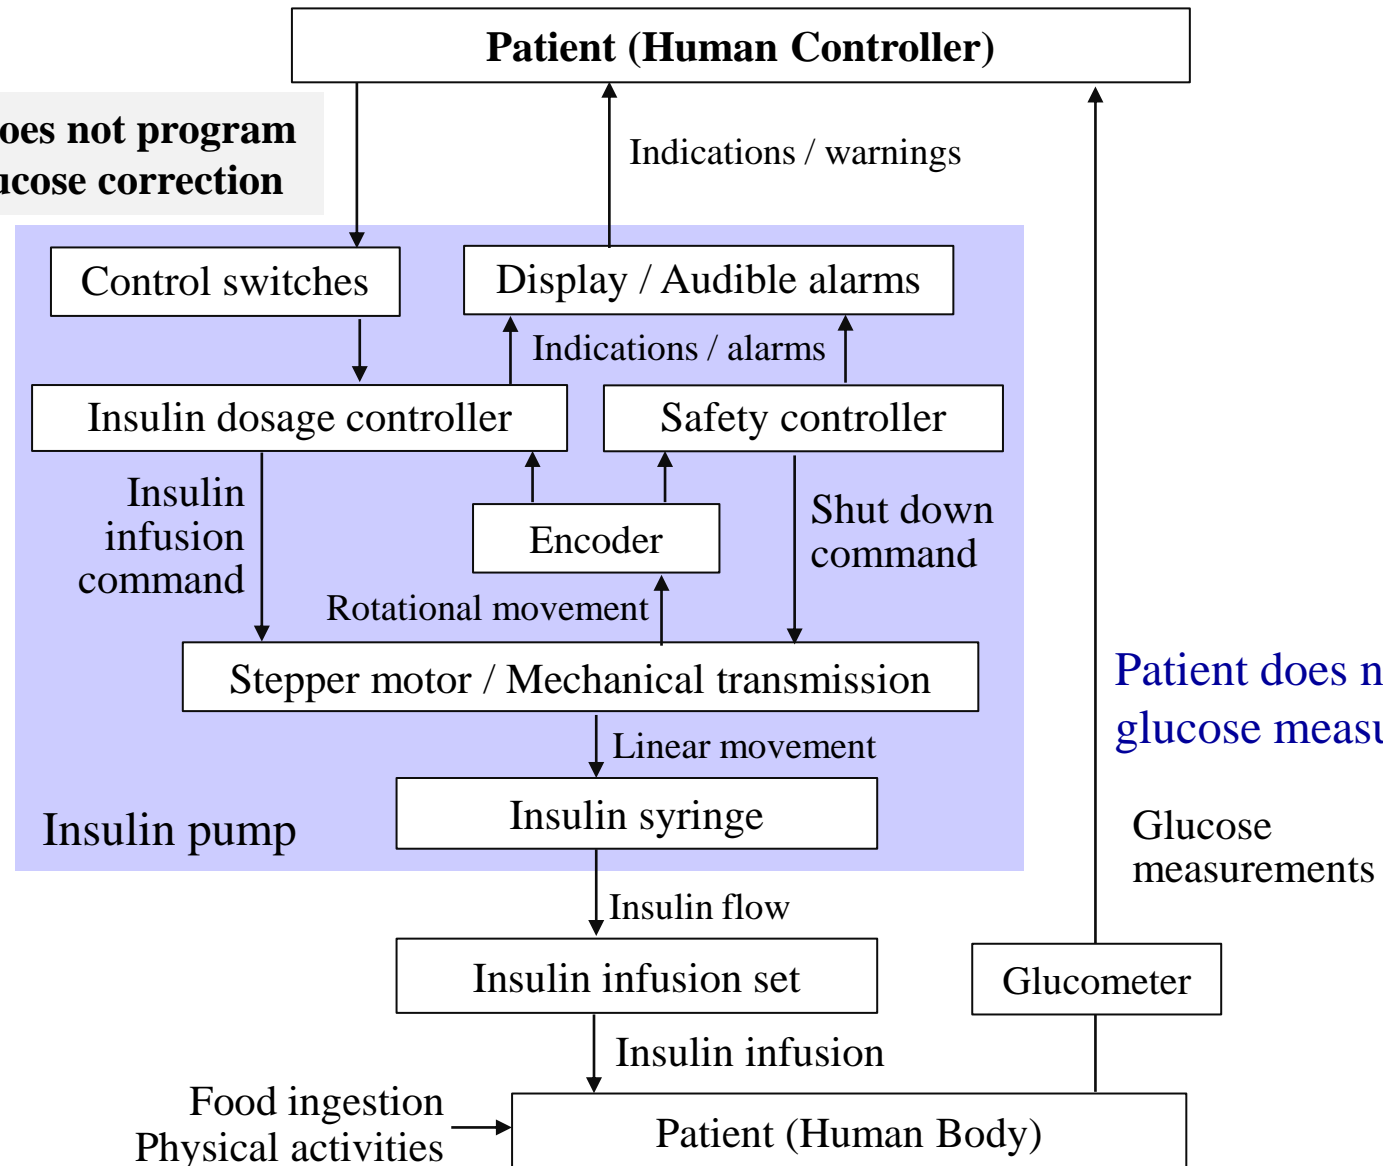 Patient (Human Controller)
does not program
glucose correction
Indications / warnings
Control switches
Display / Audible alarms
Indications / alarms
Insulin dosage controller
Safety controller
Insulin
infusion
command
Encoder
Shut down
command
Rotational movement
Stepper motor / Mechanical transmission
Patient does n
glucose measu
Linear movement
Insulin syringe
Insulin pump
Glucose
measurements
Insulin flow
Insulin infusion set
Glucometer
Insulin infusion
Food ingestion
Physical activities
Patient (Human Body)